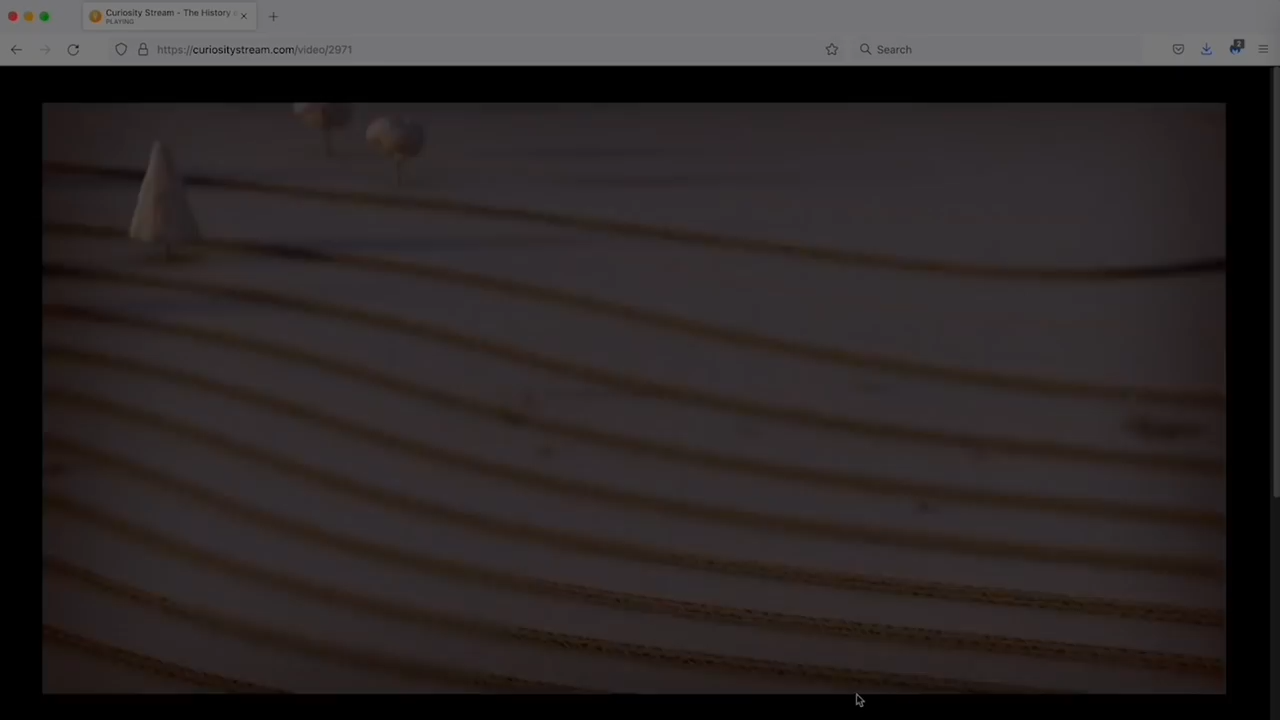 Curiosity Stream - The History
PLAYING
https://curiositystream.com/video/2971
Search